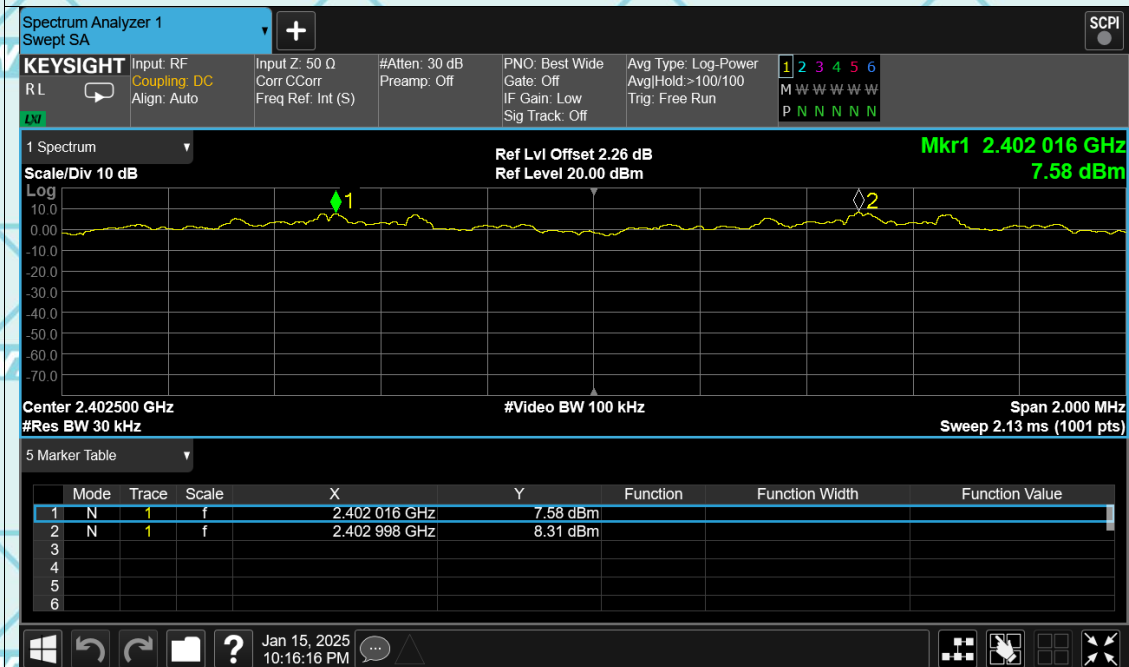 Spectrum Analyzer 1
Swept SA
+
SCPI
KEYSIGHT
RL
LXI
Input: RF
Coupling: DC
Align: Auto
Input Z: 50 Ω
Corr CCorr
Freq Ref: Int (S)
#Atten: 30 dB
Preamp: Off
PNO: Best Wide
Gate: Off
IF Gain: Low
Sig Track: Off
Avg Type: Log-Power
Avg|Hold:>100/100
Trig: Free Run
1 2 3 4 5 6
M W W W W W
P N N N N N
1 Spectrum
Scale/Div 10 dB
Ref Lvl Offset 2.26 dB
Ref Level 20.00 dBm
Mkr1 2.402 016 GHz
7.58 dBm
Log
10.0
0.00
-10.0
-20.0
-30.0
-40.0
-50.0
-60.0
-70.0
1
2
Center 2.402500 GHz
#Video BW 100 kHz
Span 2.000 MHz
#Res BW 30 kHz
Sweep 2.13 ms (1001 pts)
5 Marker Table
Mode Trace Scale X Y Function Function Width Function Value
1 N 1 f 2.402 016 GHz 7.58 dBm
2 N 1 f 2.402 998 GHz 8.31 dBm
3
4
5
6
?
Jan 15, 2025
10:16:16 PM